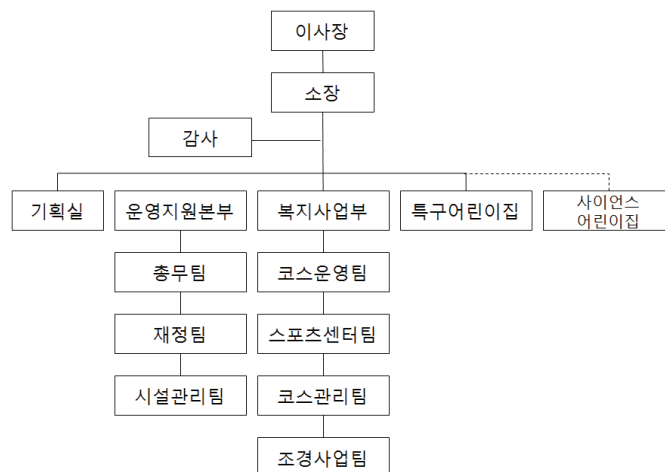 이사장
소장
감사
기획실
운영지원본부
복지사업부
특구어린이집
사이언스
어린이집
총무팀
코스운영팀
재정팀
스포츠센터팀
시설관리팀
코스관리팀
조경사업팀